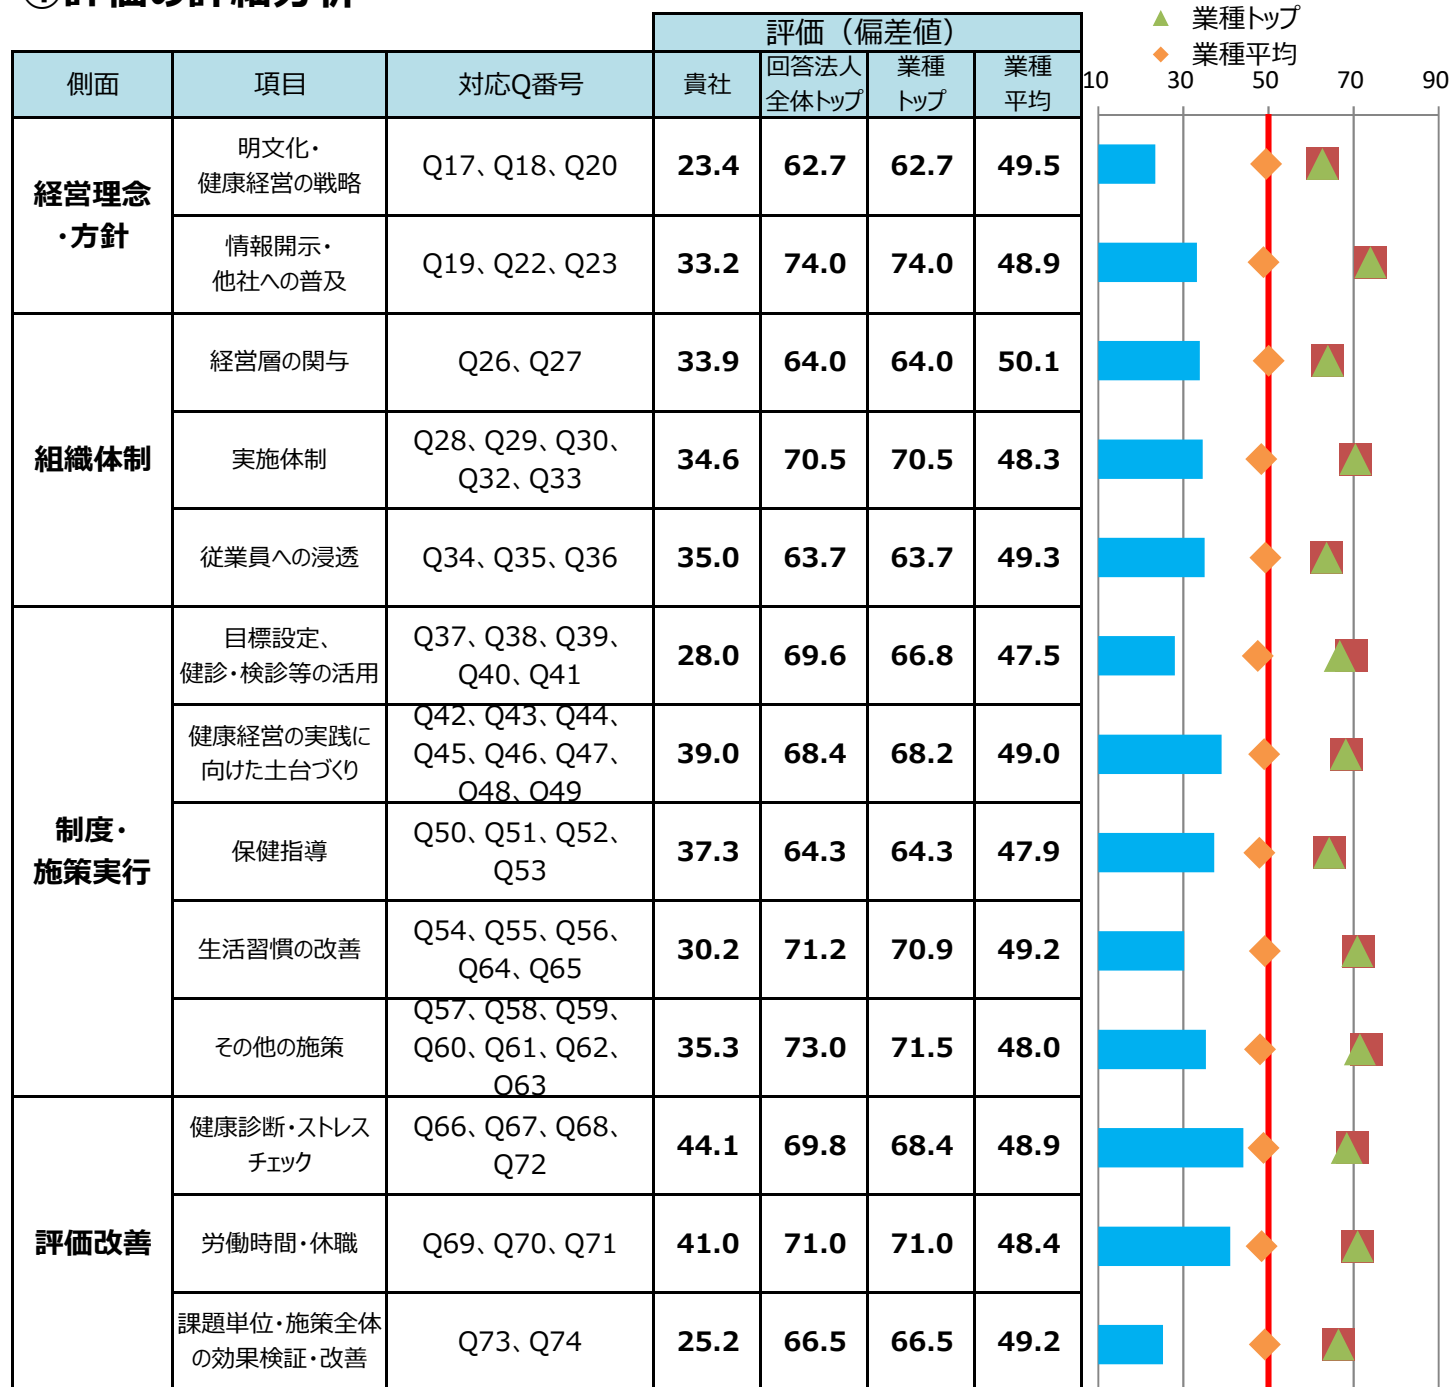 ④評価の詳細分析
▲ 業種トップ
◆ 業種平均
評価（偏差値）
側面 項目 対応Q番号 貴社 回答法人全体トップ 業種トップ 業種平均
10 30 50 70 90
経営理念・方針
明文化・
健康経営の戦略
Q17、Q18、Q20
23.4 62.7 62.7 49.5
情報開示・
他社への普及
Q19、Q22、Q23
33.2 74.0 74.0 48.9
組織体制
経営層の関与
Q26、Q27
33.9 64.0 64.0 50.1
実施体制
Q28、Q29、Q30、
Q32、Q33
34.6 70.5 70.5 48.3
従業員への浸透
Q34、Q35、Q36
35.0 63.7 63.7 49.3
制度・
施策実行
目標設定、
健診・検診等の活用
Q37、Q38、Q39、
Q40、Q41
28.0 69.6 66.8 47.5
健康経営の実践に
向けた土台づくり
Q42、Q43、Q44、
Q45、Q46、Q47、
Q48、Q49
39.0 68.4 68.2 49.0
保健指導
Q50、Q51、Q52、
Q53
37.3 64.3 64.3 47.9
生活習慣の改善
Q54、Q55、Q56、
Q64、Q65
30.2 71.2 70.9 49.2
その他の施策
Q57、Q58、Q59、
Q60、Q61、Q62、
Q63
35.3 73.0 71.5 48.0
評価改善
健康診断・ストレス
チェック
Q66、Q67、Q68、
Q72
44.1 69.8 68.4 48.9
労働時間・休職
Q69、Q70、Q71
41.0 71.0 71.0 48.4
課題単位・施策全体
の効果検証・改善
Q73、Q74
25.2 66.5 66.5 49.2